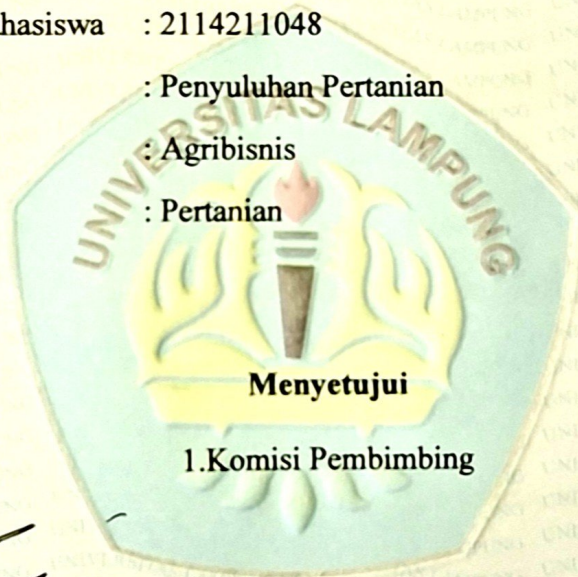 hasiswa : 2114211048
: Penyuluhan Pertanian
UNIVERSITAS LAMPUNG
: Agribisnis
: Pertanian
Menyetujui
1.Komisi Pembimbing